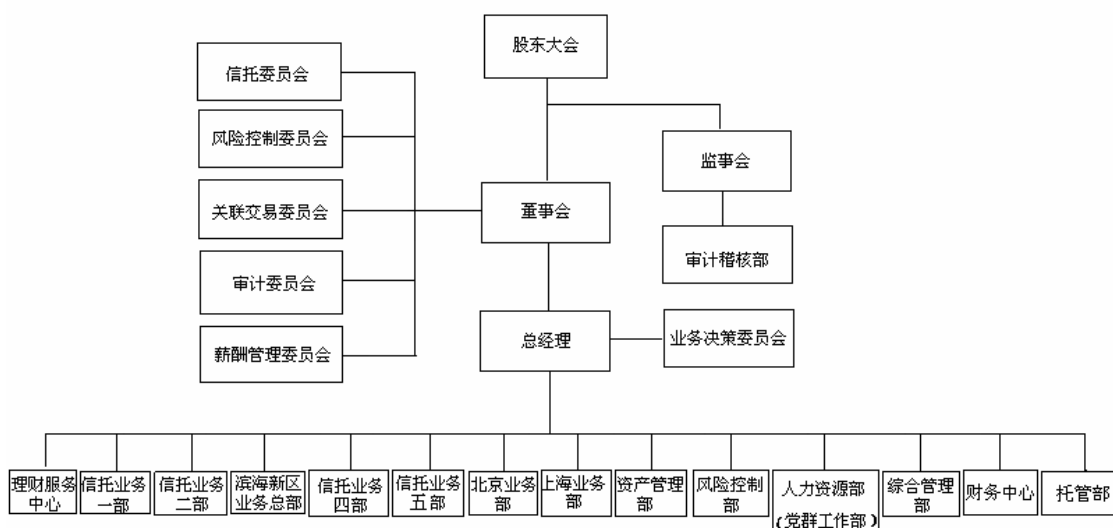 股东大会
信托委员会
风险控制委员会
监事会
关联交易委员会
董事会
审计稽核部
审计委员会
总经理
业务决策委员会
薪酬管理委员会
理财服务
中心
信托业务
一部
信托业务
二部
滨海新区
业务总部
信托业务
四部
信托业务
五部
北京业务
部
上海业务
部
资产管理
部
风险控制
部
人力资源部
(党群工作部)
综合管理
部
财务中心
托管部